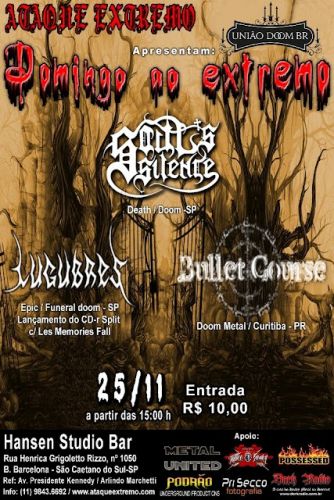 ATAQUE EXTREMO
UNIÃO DOOM BR
Apresentam:
Domingo ao extremo
Soul's
Silence
Death / Doom -SP
LUGUBRES
Epic / Funeral doom - SP
Lançamento do CD-r Split
c/ Les Memories Fall
Bullet Course
Doom Metal / Curitiba - PR
25/11
a partir das 15:00 h
Entrada
R$ 10,00
Hansen Studio Bar
Rua Henrica Grigoletto Rizzo, nº 1050
B. Barcelona - São Caetano do Sul-SP
Ref: Av. Presidente Kennedy / Arlindo Marchetti
Info: (11) 9843.6692 / www.ataqueextremo.com
METAL
UNITED
PODRÃO
UNDERGROUND PRODUCTIONS
Apoio:
Pri Secco
fotografia
POSSESSED
Dark Radio